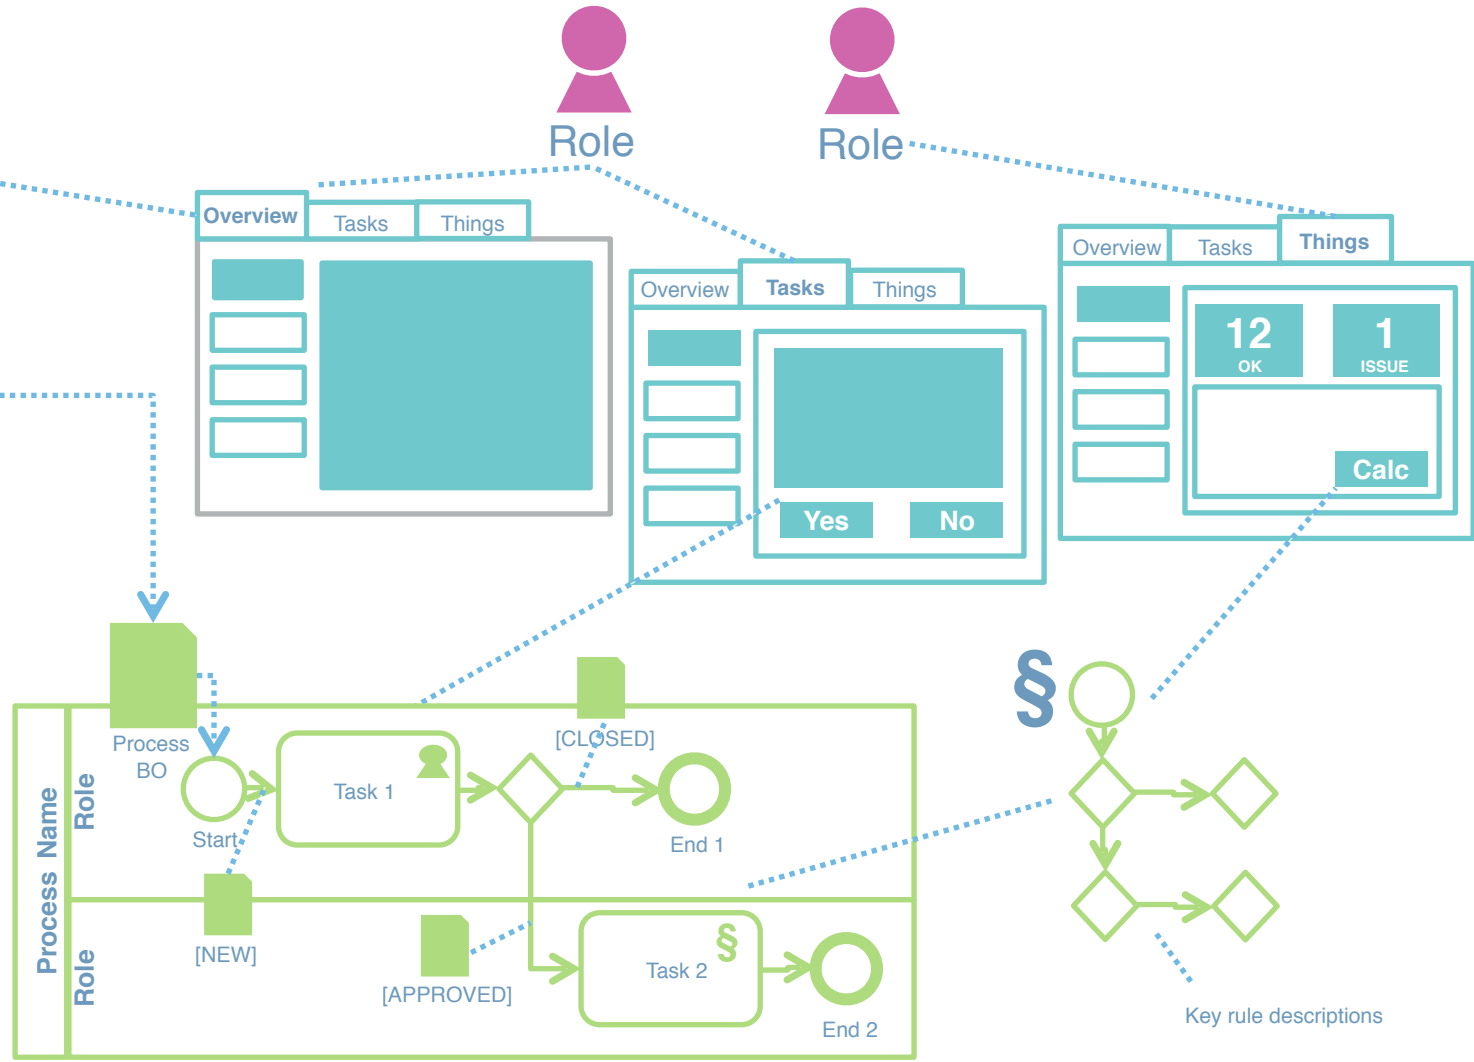 Role
Role
Overview
Tasks
Things
Overview
Tasks
Things
Overview
Tasks
Things
12
OK
1
ISSUE
Calc
Yes
No
§
Process
BO
[CLOSED]
Process Name
Role
Start
Task 1
End 1
[NEW]
Role
[APPROVED]
§
Task 2
End 2
Key rule descriptions